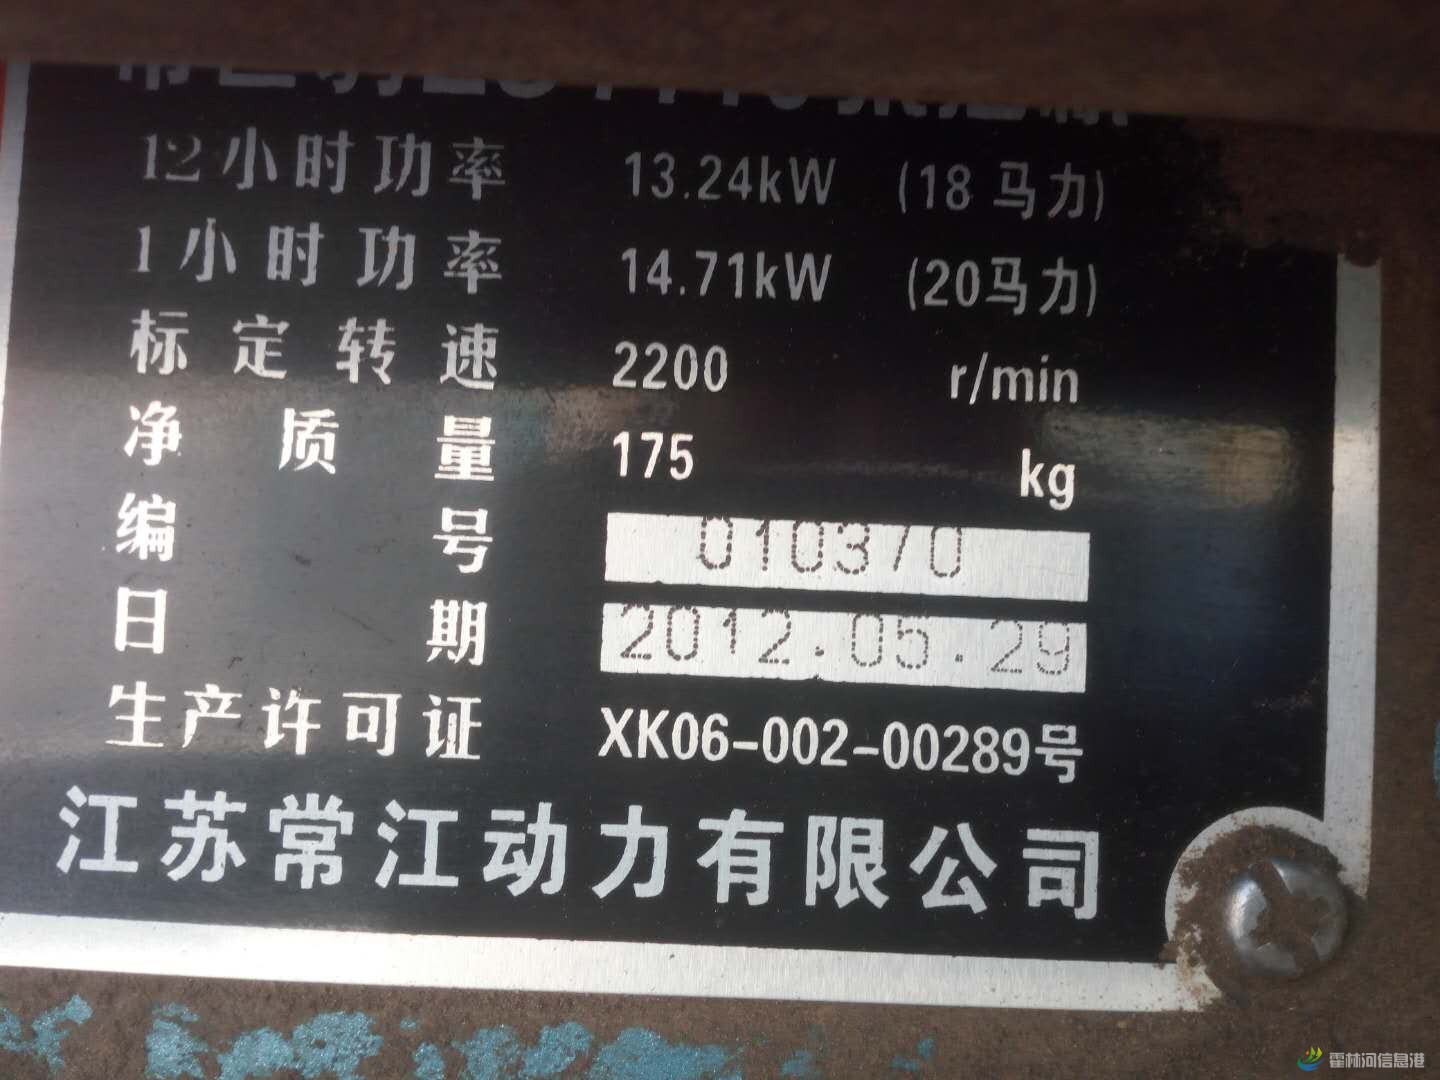 12小时功率 13.24kW (18马力)
1小时功率 14.71kW (20马力)
标定转速 2200 r/min
净质量 175 kg
编号 010370
日期 2012.05.29
生产许可证 XK06-002-00289号
江苏常江动力有限公司
霍林河信息港